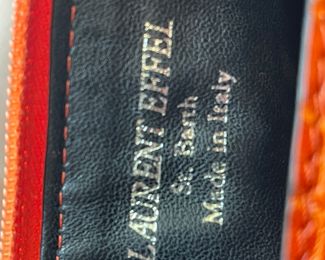 LAURENT EFFEL
St. Barth
Made in Italy